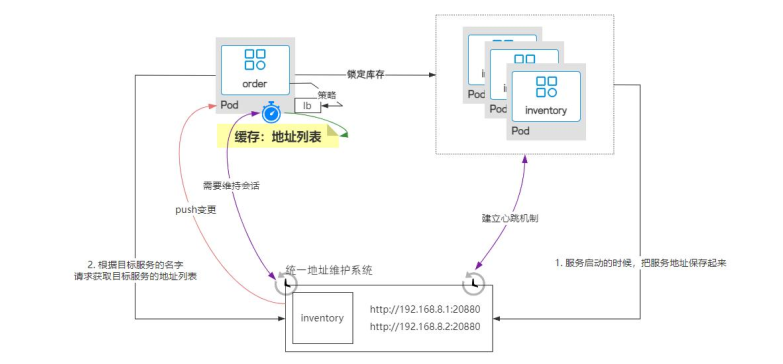 order
Pod
策略
lb
缓存：地址列表
锁定库存
in
Pod
in
Pod
inventory
Pod
需要维持会话
push变更
建立心跳机制
2. 根据目标服务的名字
请求获取目标服务的地址列表
1. 服务启动的时候，把服务地址保存起来
统一地址维护系统
inventory
http://192.168.8.1:20880
http://192.168.8.2:20880